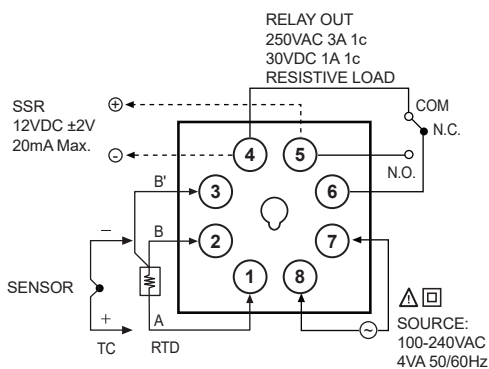 RELAY OUT
250VAC 3A 1c
30VDC 1A 1c
RESISTIVE LOAD
SSR
12VDC ±2V
20mA Max.
+
-
COM
N.C.
N.O.
4
5
B'
3
6
B
2
7
1
8
SENSOR
−
+
TC
A
RTD
~
SOURCE:
100-240VAC
4VA 50/60Hz